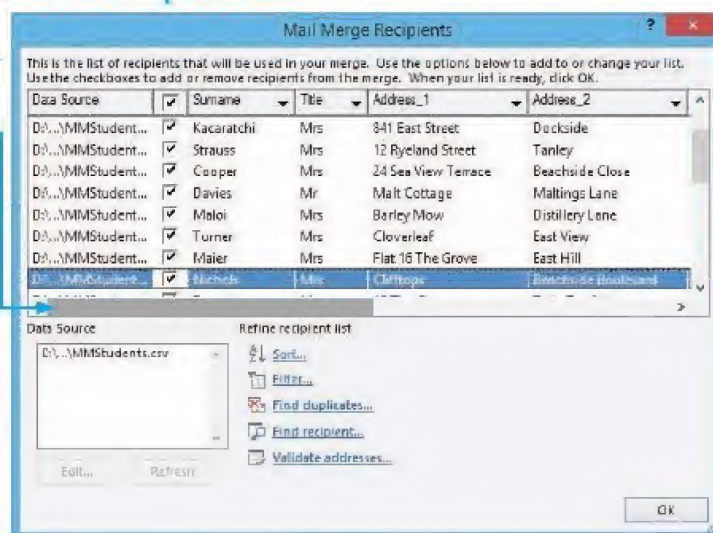 Mail Merge Recipients
?
×
This is the list of recipients that will be used in your merge. Use the options below to add to or change your list.
Use the checkboxes to add or remove recipients from the merge. When your list is ready, click OK.
Data Source Surname Title Address_1 Address_2
D:\...\MMStudent... Kacaratchi Mrs 841 East Street Dockside
D:\...\MMStudent... Strauss Mrs 12 Ryeland Street Tanley
D:\...\MMStudent... Cooper Mrs 24 Sea View Terrace Beachside Close
D:\...\MMStudent... Davies Mr Malt Cottage Maltings Lane
D:\...\MMStudent... Maloi Mrs Barley Mow Distillery Lane
D:\...\MMStudent... Turner Mrs Cloverleaf East View
D:\...\MMStudent... Maier Mrs Flat 16 The Grove East Hill
D:\...\MMStudent... Nichols Clifftops Beachside Boulevard
Data Source
Refine recipient list
D:\...\MMStudents.csv
Sort...
Filter...
Find duplicates...
Find recipient...
Validate addresses...
Edit...
Refresh
OK